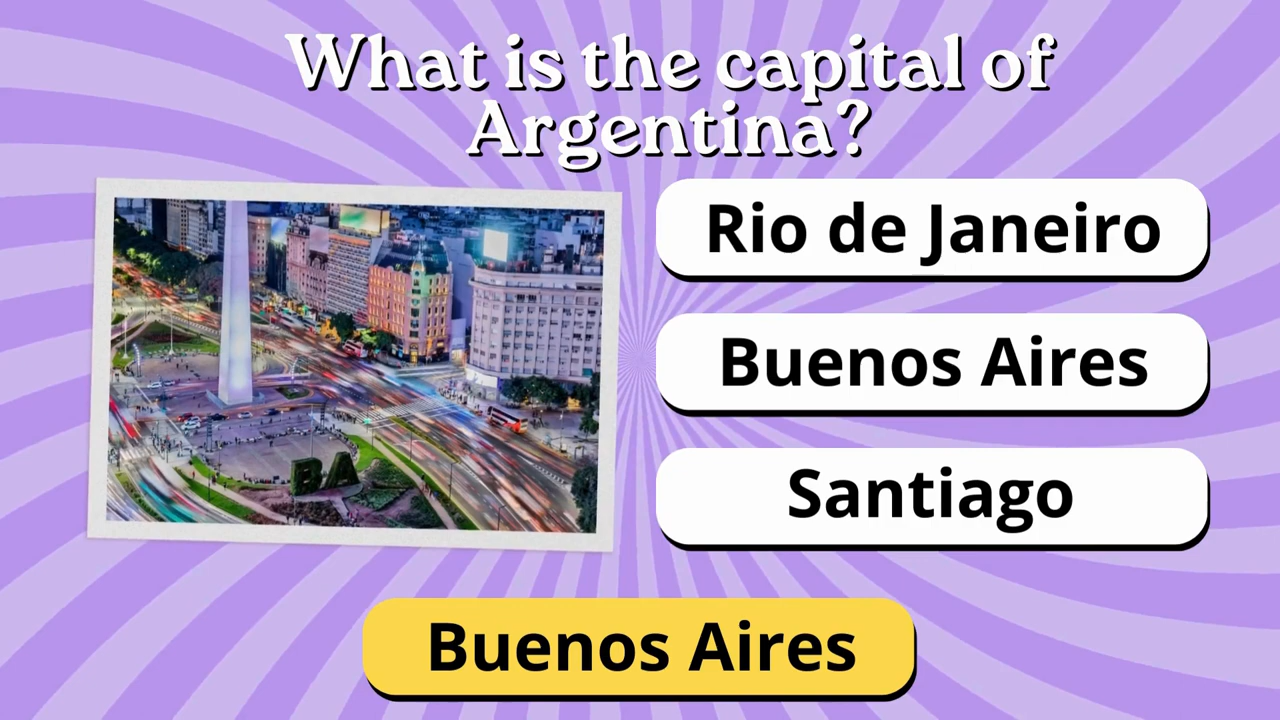 What is the capital of
Argentina?
Rio de Janeiro
Buenos Aires
Santiago
BA
Buenos Aires